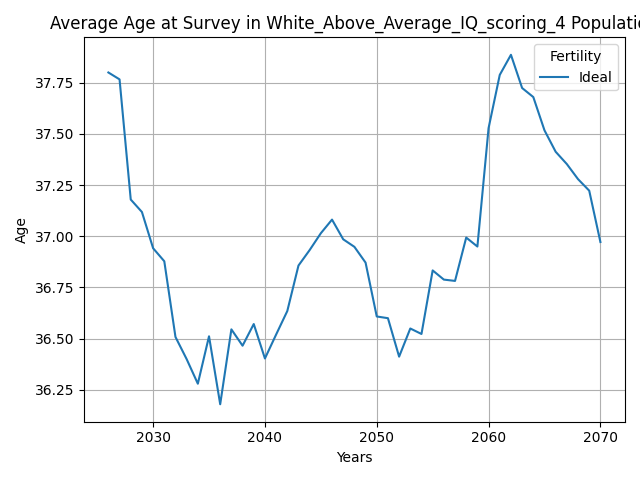 Average Age at Survey in White_Above_Average_IQ_scoring_4
Fertility
Ideal
37.75
37.50
37.25
37.00
36.75
36.50
36.25
Age
2030 2040 2050 2060 2070
Years